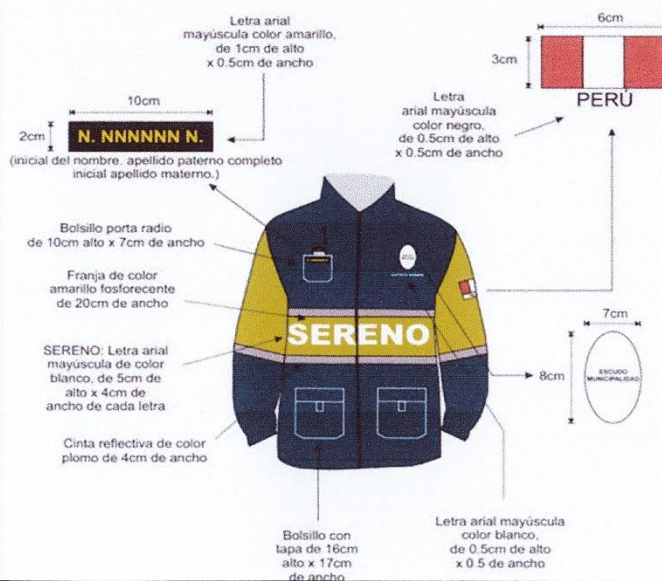 Letra arial
mayúscula color amarillo,
de 1cm de alto
x 0.5cm de ancho
6cm
3cm
PERÚ
10cm
2cm
N. NNNNNN N.
(inicial del nombre. apellido paterno completo
inicial apellido materno.)
Letra
arial mayúscula
color negro,
de 0.5cm de alto
x 0.5cm de ancho
Bolsillo porta radio
de 10cm alto x 7cm de ancho
Franja de color
amarillo fosforecente
de 20cm de ancho
SERENO
7cm
8cm
ESCUDO
MUNICIPALIDAD
SERENO: Letra arial
mayúscula de color
blanco, de 5cm de
alto x 4cm de
ancho de cada letra
Cinta reflectiva de color
plomo de 4cm de ancho
Bolsillo con
tapa de 16cm
alto x 17cm
de ancho
Letra arial mayúscula
color blanco,
de 0.5cm de alto
x 0.5 de ancho